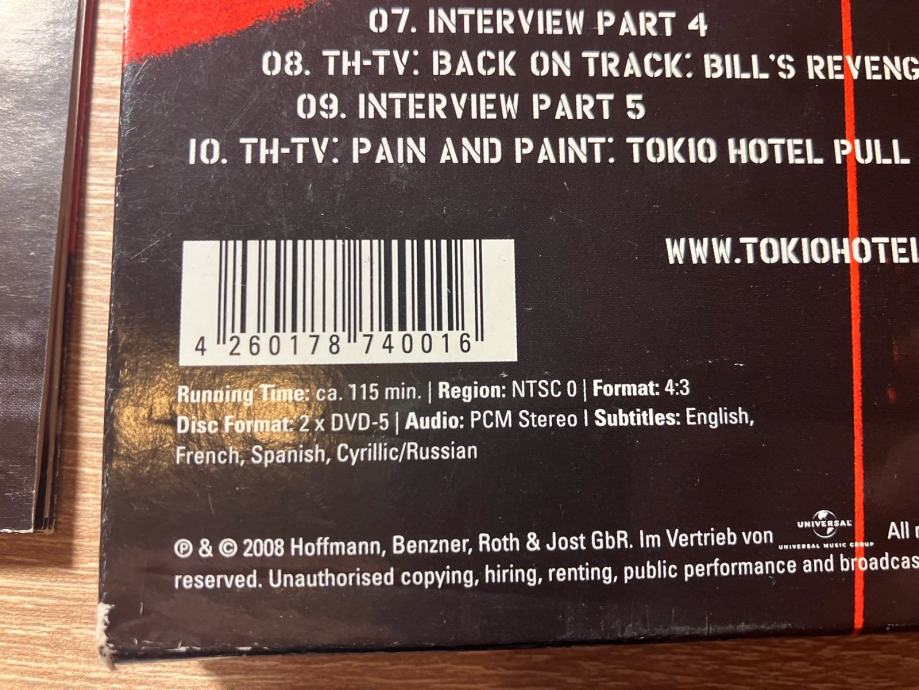 07. INTERVIEW PART 4
08. TH-TV: BACK ON TRACK: BILL'S REVENG
09. INTERVIEW PART 5
10. TH-TV: PAIN AND PAINT: TOKIO HOTEL PULL
WWW.TOKIOHOTEL
4 260178 740016
Running Time: ca. 115 min. | Region: NTSC 0 | Format: 4:3
Disc Format: 2 x DVD-5 | Audio: PCM Stereo | Subtitles: English,
French, Spanish, Cyrillic/Russian
℗ & © 2008 Hoffmann, Benzner, Roth & Jost GbR. Im Vertrieb von UNIVERSAL UNIVERSAL MUSIC GROUP All
reserved. Unauthorised copying, hiring, renting, public performance and broadcas